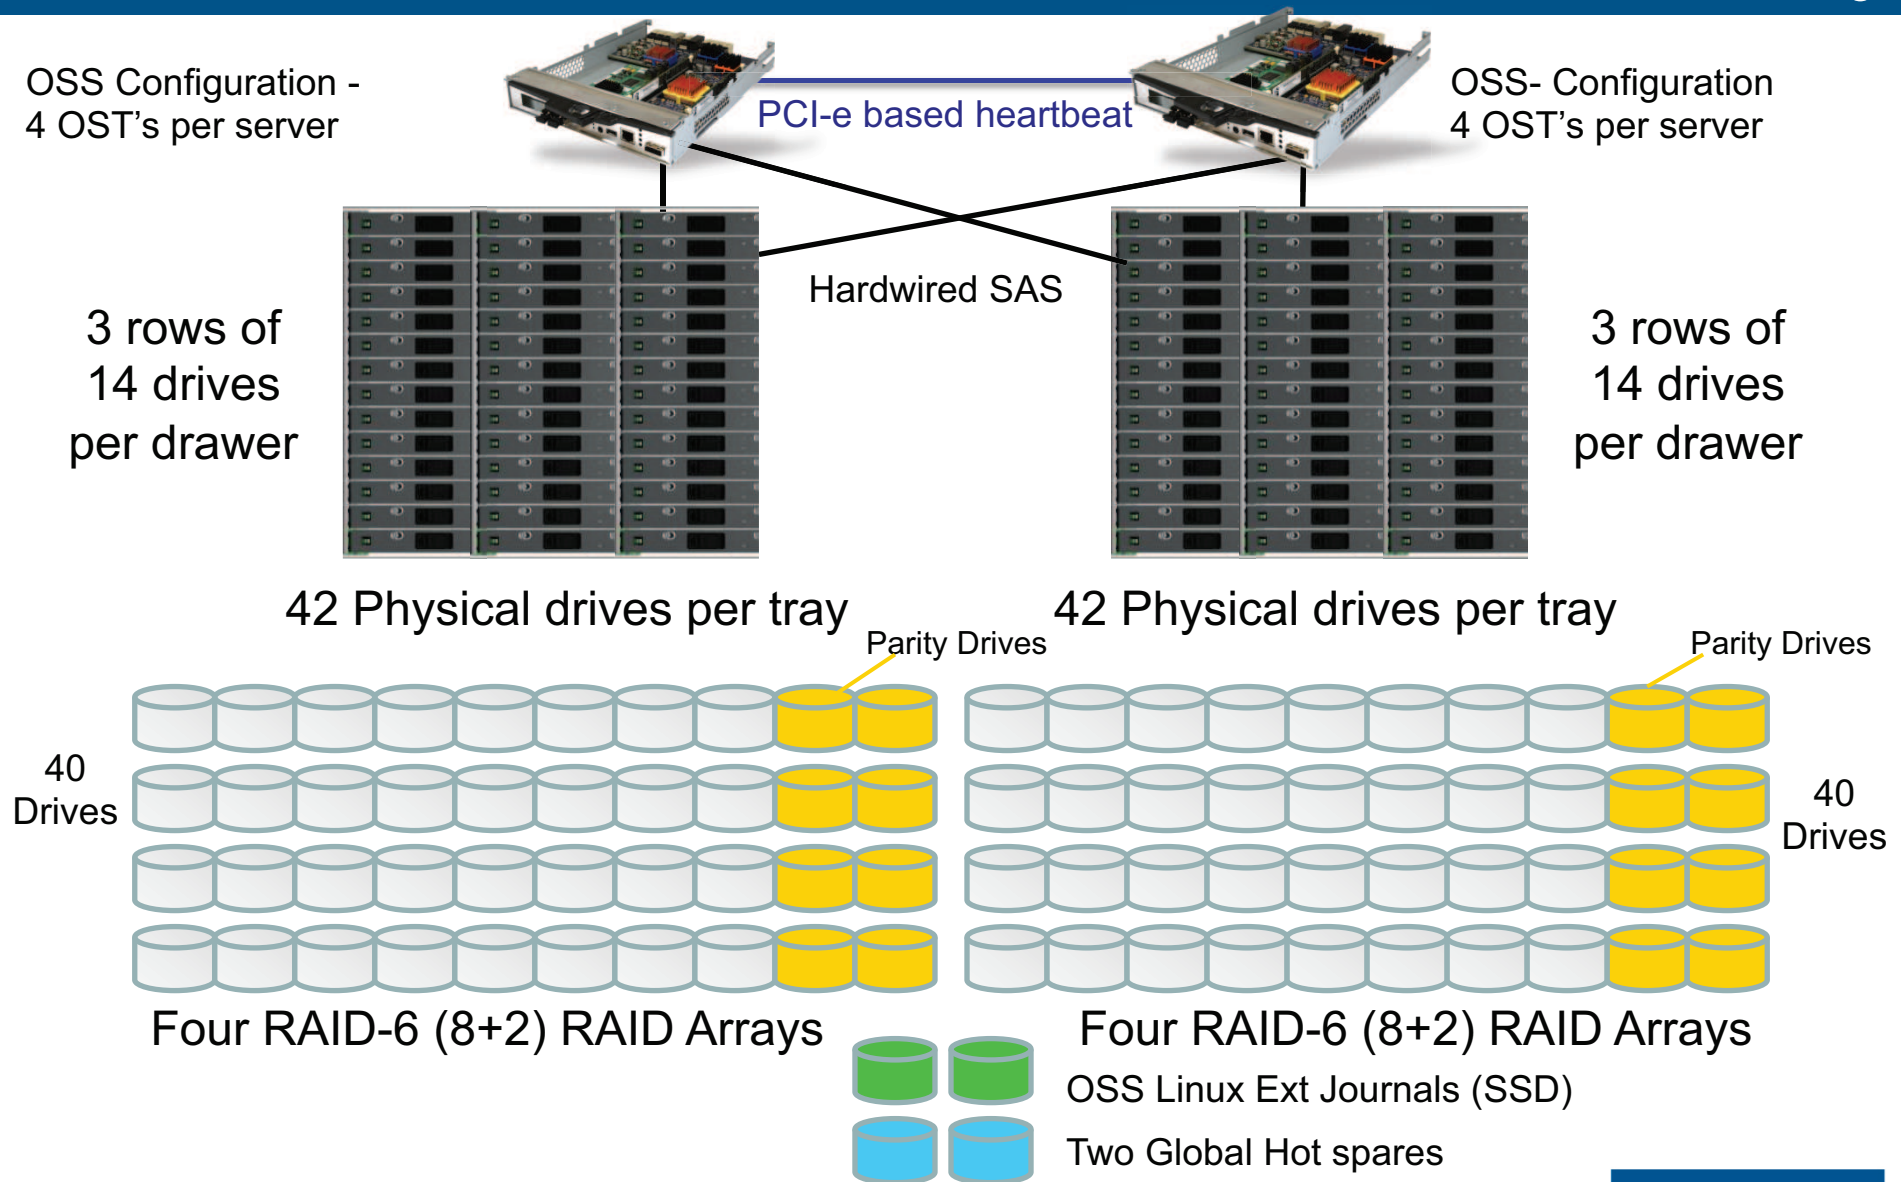 OSS Configuration -
4 OST's per server
PCI-e based heartbeat
OSS- Configuration
4 OST's per server
Hardwired SAS
3 rows of
14 drives
per drawer
3 rows of
14 drives
per drawer
42 Physical drives per tray
42 Physical drives per tray
Parity Drives
Parity Drives
40
Drives
40
Drives
Four RAID-6 (8+2) RAID Arrays
Four RAID-6 (8+2) RAID Arrays
OSS Linux Ext Journals (SSD)
Two Global Hot spares